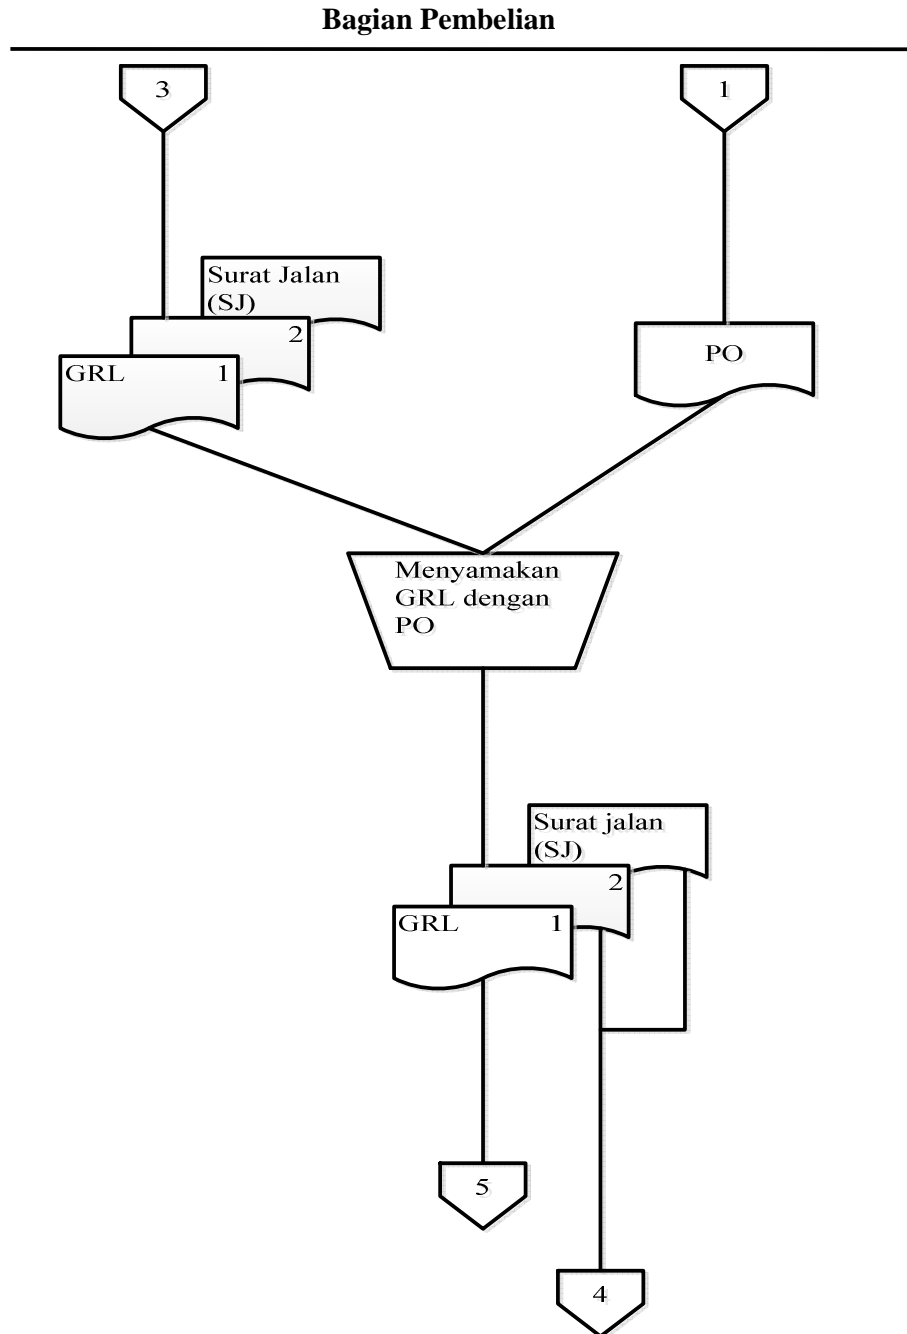 Bagian Pembelian
3
1
Surat Jalan
(SJ)
2
GRL 1
PO
Menyamakan
GRL dengan
PO
Surat jalan
(SJ)
2
GRL 1
5
4